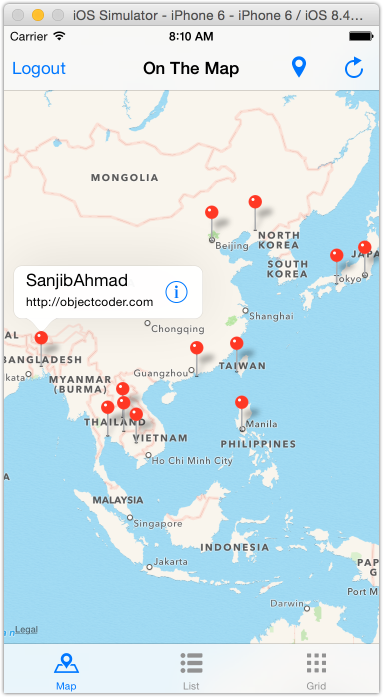 iOS Simulator - iPhone 6 - iPhone 6 / iOS 8.4...
Carrier 8:10 AM
Logout On The Map
MONGOLIA
Beijing
NORTH
KOREA
SOUTH
KOREA
JAPA
Tokyo
SanjibAhmad
http://objectcoder.com
Shanghai
Chongqing
AL
BANGLADESH
kata
Guangzhou
TAIWAN
MYANMAR
(BURMA)
THAILAND
VIETNAM
Manila
PHILIPPINES
Ho Chi Minh City
MALAYSIA
Singapore
INDONESIA
Jakarta
PAP
G
Port M
Darwin
Legal
Map List Grid